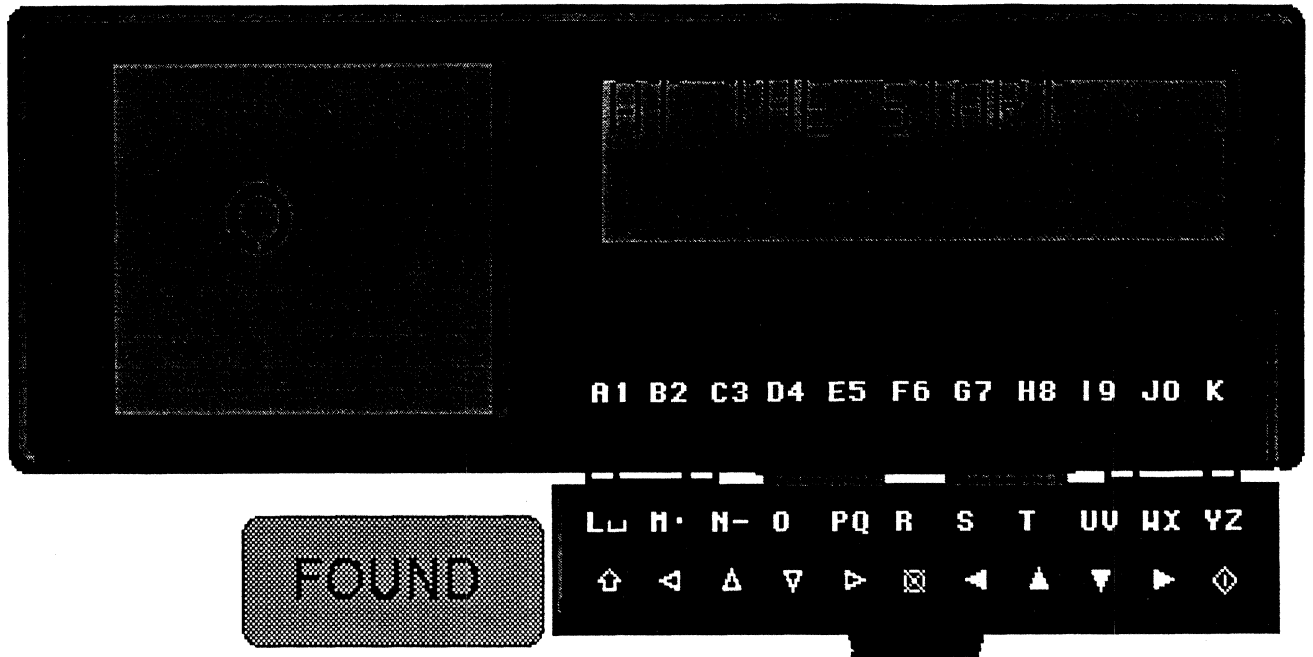 A1 B2 C3 D4 E5 F6 G7 H8 I9 J0 K
L␣ M· N- O PQ R S T UV WX YZ
FOUND